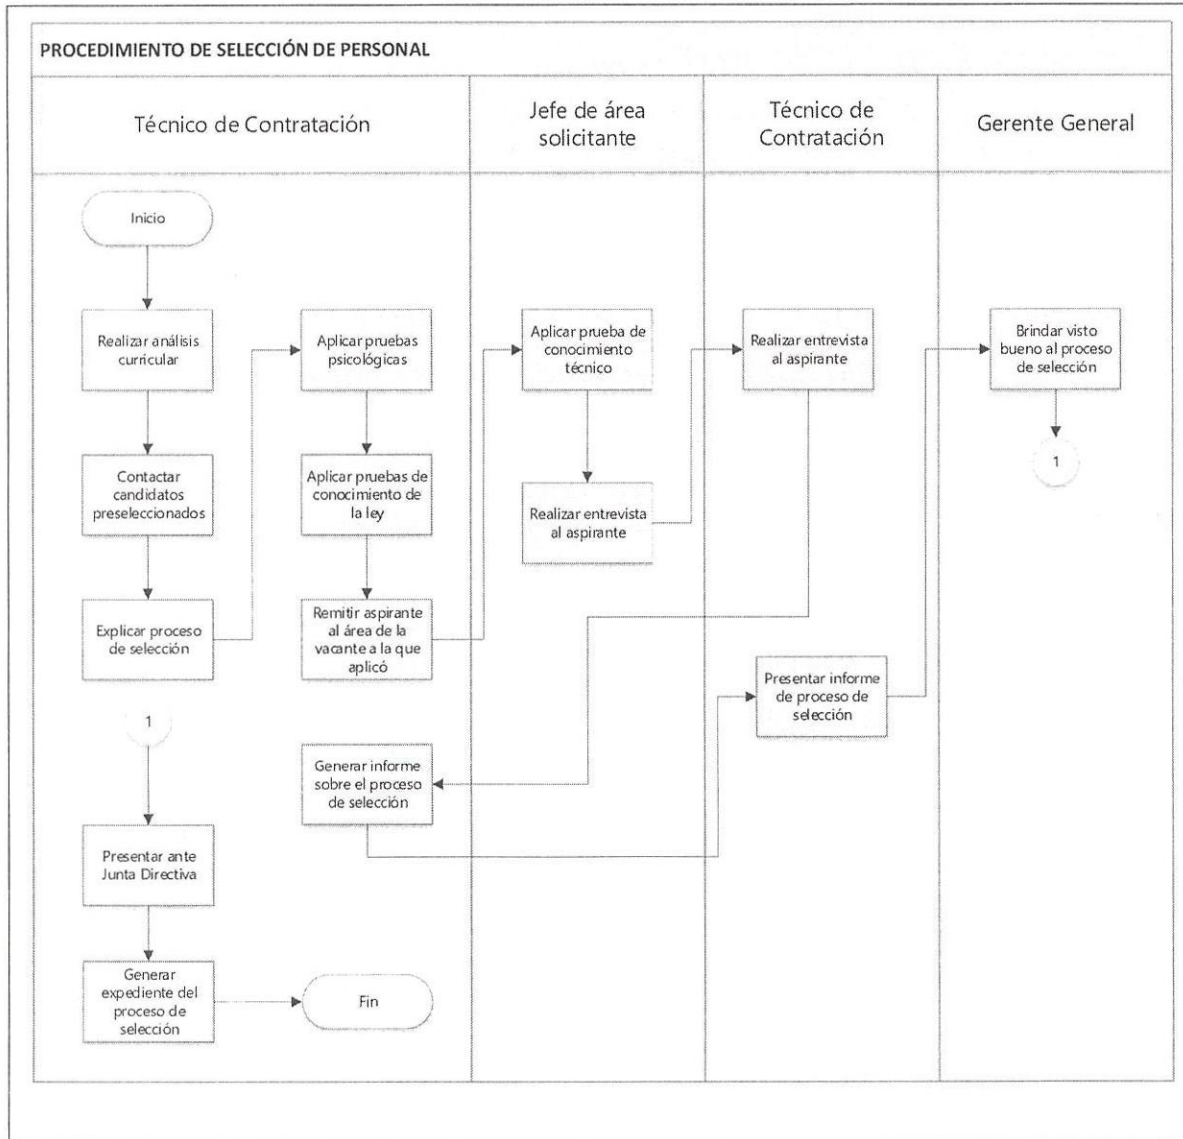 PROCEDIMIENTO DE SELECCIÓN DE PERSONAL
Técnico de Contratación
Jefe de área
solicitante
Técnico de
Contratación
Gerente General
Inicio
Realizar análisis
curricular
Contactar
candidatos
preseleccionados
Explicar proceso
de selección
1
Presentar ante
Junta Directiva
Generar
expediente del
proceso de
selección
Aplicar pruebas
psicológicas
Aplicar pruebas de
conocimiento de
la ley
Remitir aspirante
al área de la
vacante a la que
aplicó
Generar informe
sobre el proceso
de selección
Fin
Aplicar prueba de
conocimiento
técnico
Realizar entrevista
al aspirante
Realizar entrevista
al aspirante
Presentar informe
de proceso de
selección
Brindar visto
bueno al proceso
de selección
1